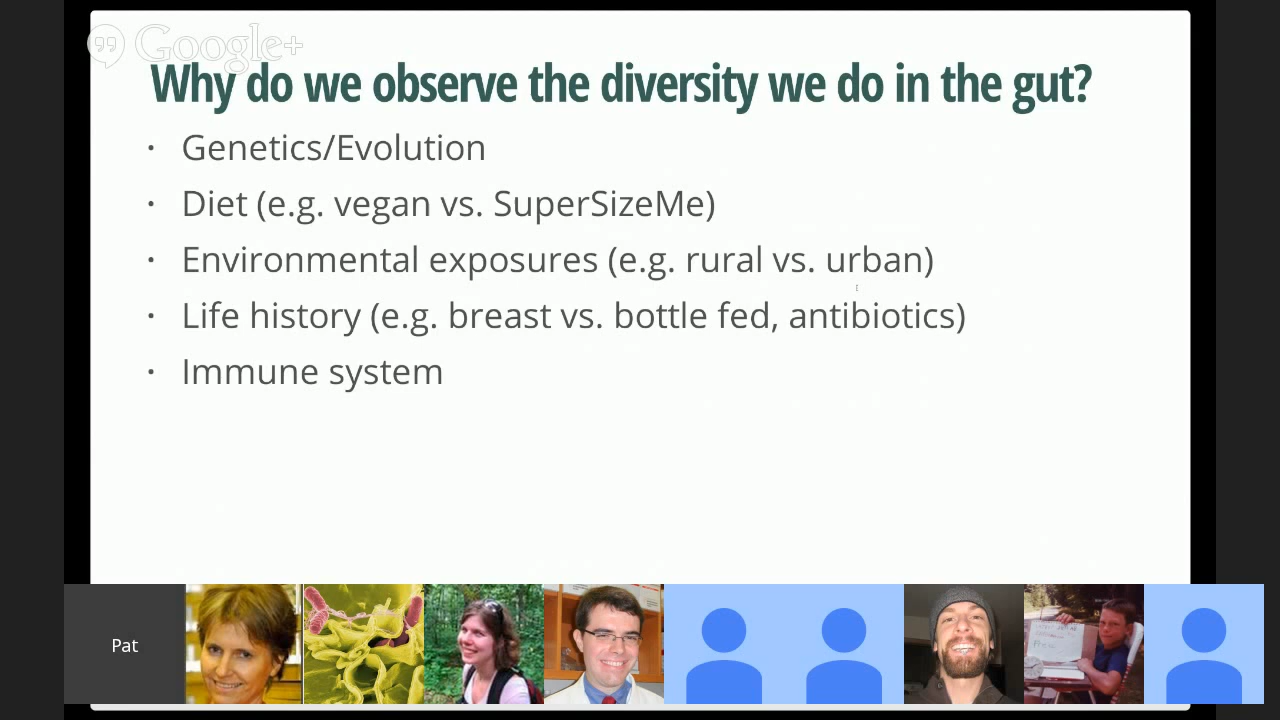 Google+
Why do we observe the diversity we do in the gut?
· Genetics/Evolution
· Diet (e.g. vegan vs. SuperSizeMe)
· Environmental exposures (e.g. rural vs. urban)
· Life history (e.g. breast vs. bottle fed, antibiotics)
· Immune system
Pat